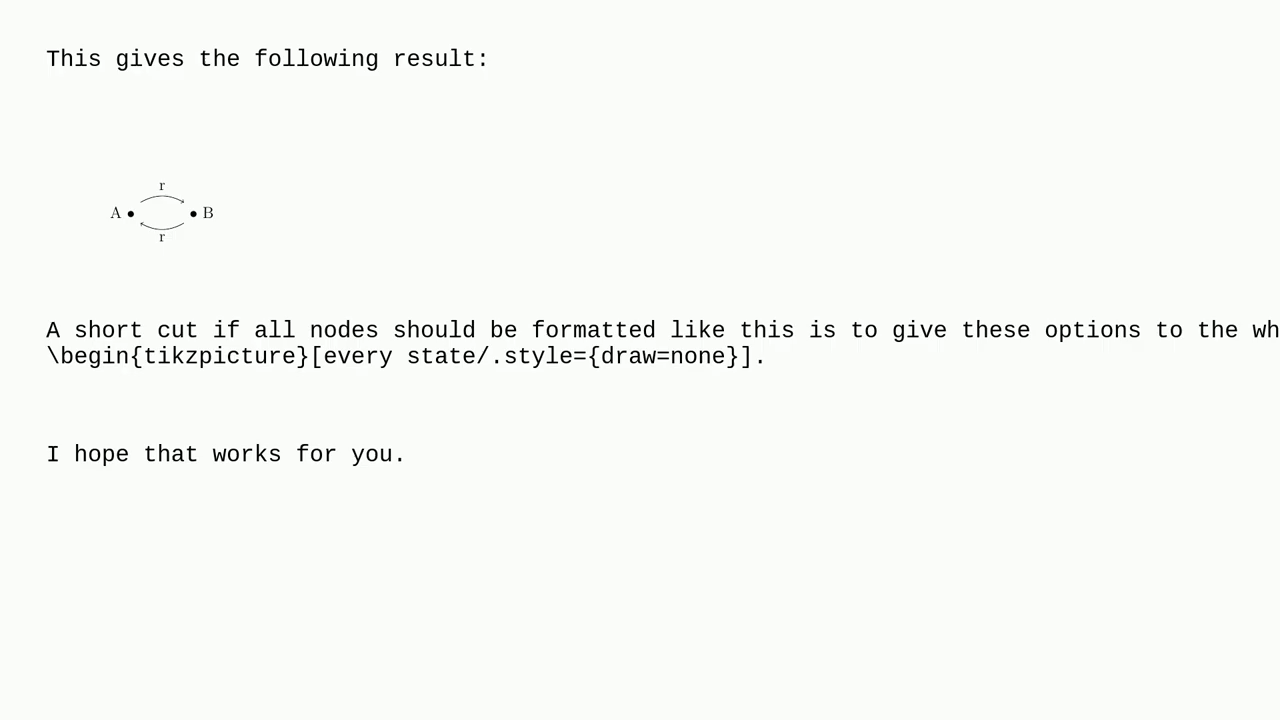 This gives the following result:
r
A B
r
A short cut if all nodes should be formatted like this is to give these options to the
\begin{tikzpicture}[every state/.style={draw=none}].
I hope that works for you.